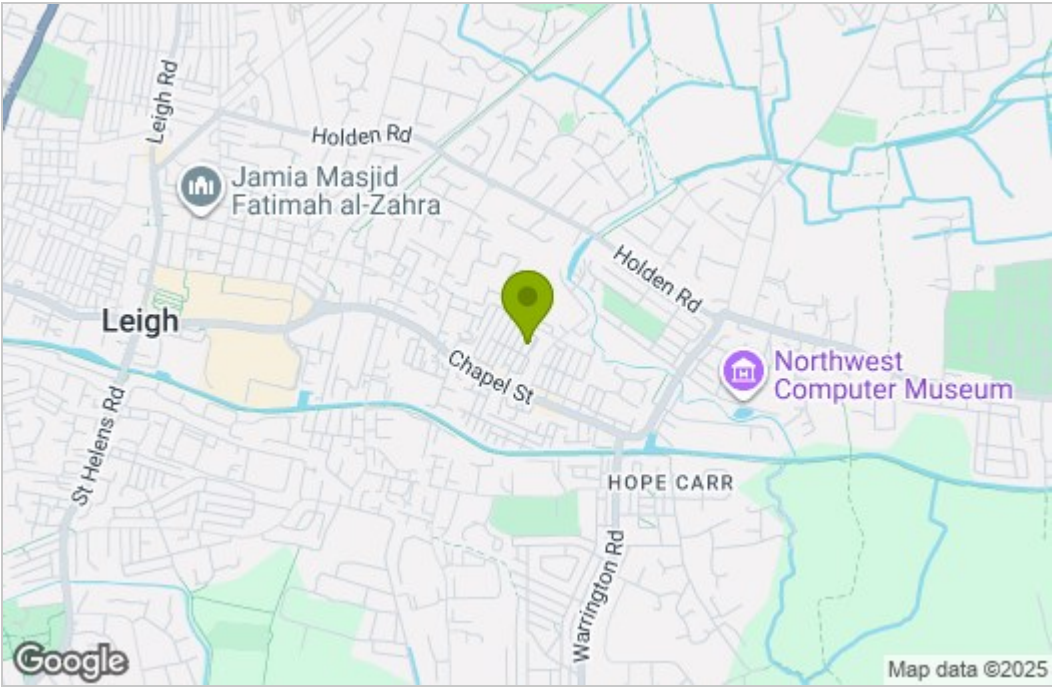 Leigh Rd
Holden Rd
Jamia Masjid
Fatimah al-Zahra
Holden Rd
Leigh
Chapel St
Northwest
Computer Museum
St Helens Rd
HOPE CARR
Warrington Rd
Google
Map data ©2025